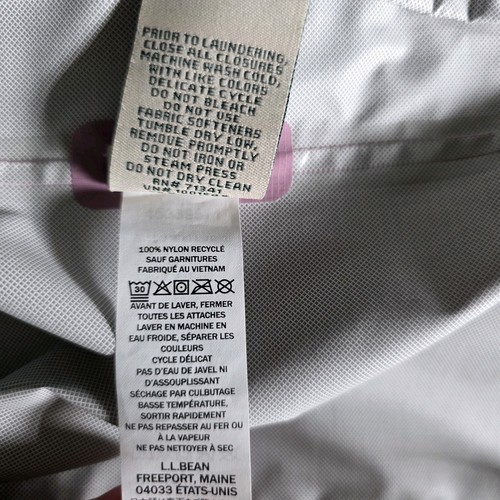 PRIOR TO LAUNDERING,
CLOSE ALL CLOSURES
MACHINE WASH COLD,
WITH LIKE COLORS
DELICATE CYCLE
DO NOT BLEACH
DO NOT USE
FABRIC SOFTENERS
TUMBLE DRY LOW,
REMOVE PROMPTLY
DO NOT IRON OR
STEAM PRESS
DO NOT DRY CLEAN
RN# 71341
100% NYLON RECYCLÉ
SAUF GARNITURES
FABRIQUÉ AU VIETNAM
30
AVANT DE LAVER, FERMER
TOUTES LES ATTACHES
LAVER EN MACHINE EN
EAU FROIDE, SÉPARER LES
COULEURS
CYCLE DÉLICAT
PAS D'EAU DE JAVEL NI
D'ASSOUPLISSANT
SÉCHAGE PAR CULBUTAGE
BASSE TEMPÉRATURE,
SORTIR RAPIDEMENT
NE PAS REPASSER AU FER OU
À LA VAPEUR
NE PAS NETTOYER À SEC
L.L.BEAN
FREEPORT, MAINE
04033 ÉTATS-UNIS